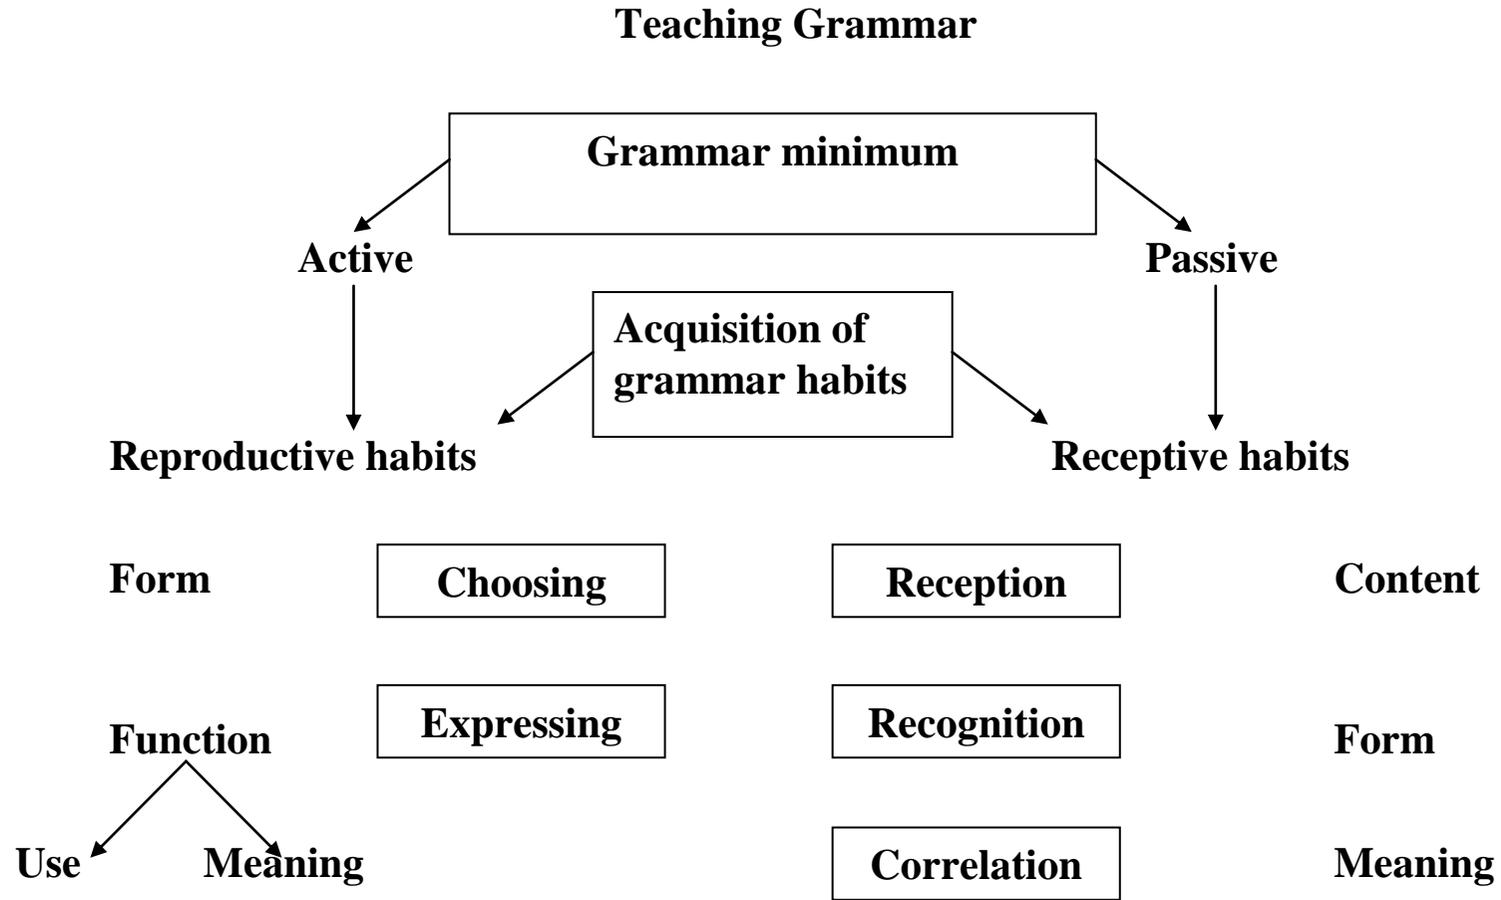 Teaching Grammar
Grammar minimum
Active
Passive
Acquisition of
grammar habits
Reproductive habits
Receptive habits
Form
Choosing
Reception
Content
Function
Expressing
Recognition
Form
Use
Meaning
Correlation
Meaning